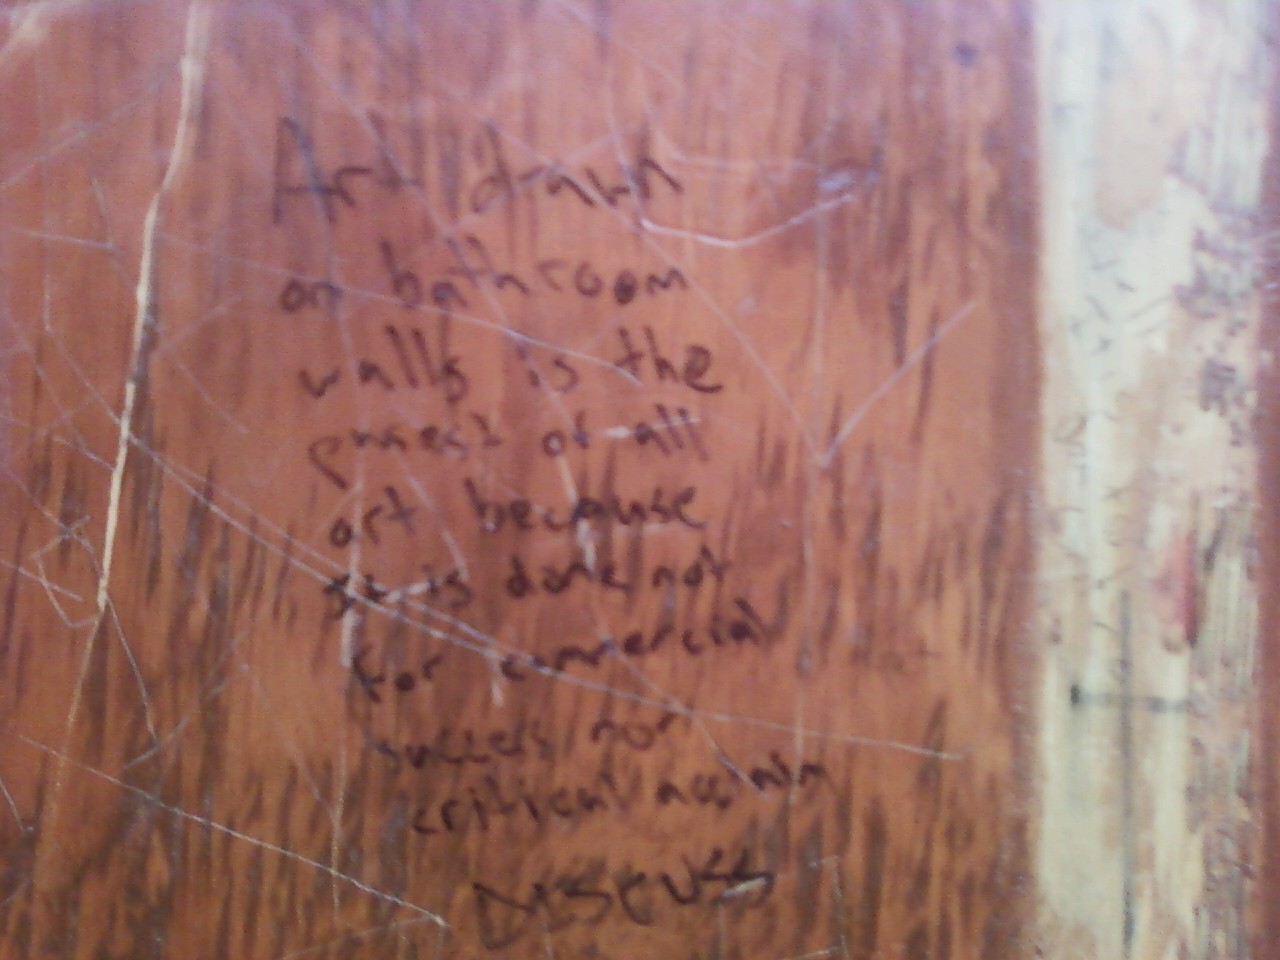 Art drawn
on bathroom
walls is the
purest of all
art because
it is done not
for commercial
success nor
critical acclaim
DISCUSS